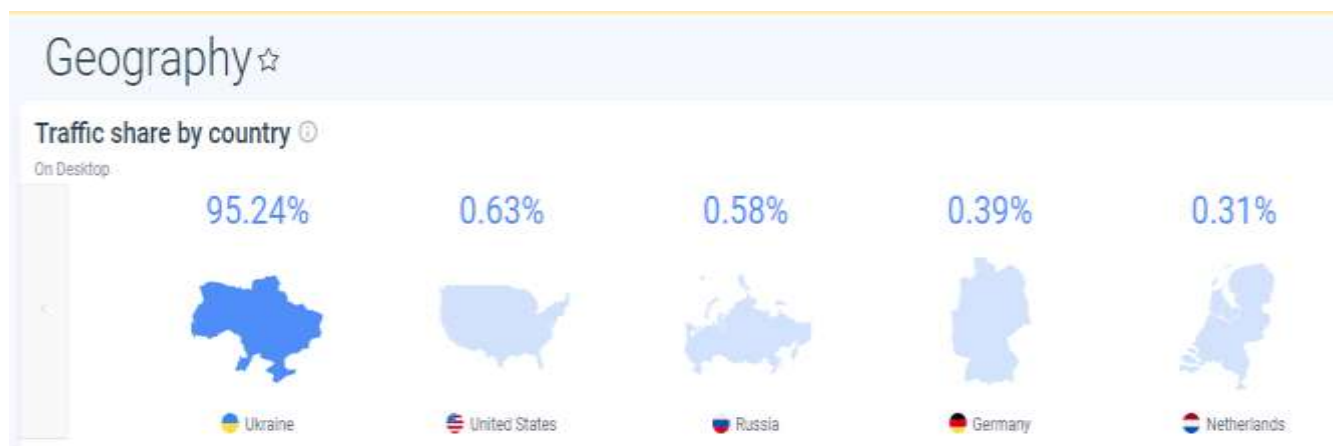 Geography
Traffic share by country
On Desktop
95.24% 0.63% 0.58% 0.39% 0.31%
Ukraine United States Russia Germany Netherlands